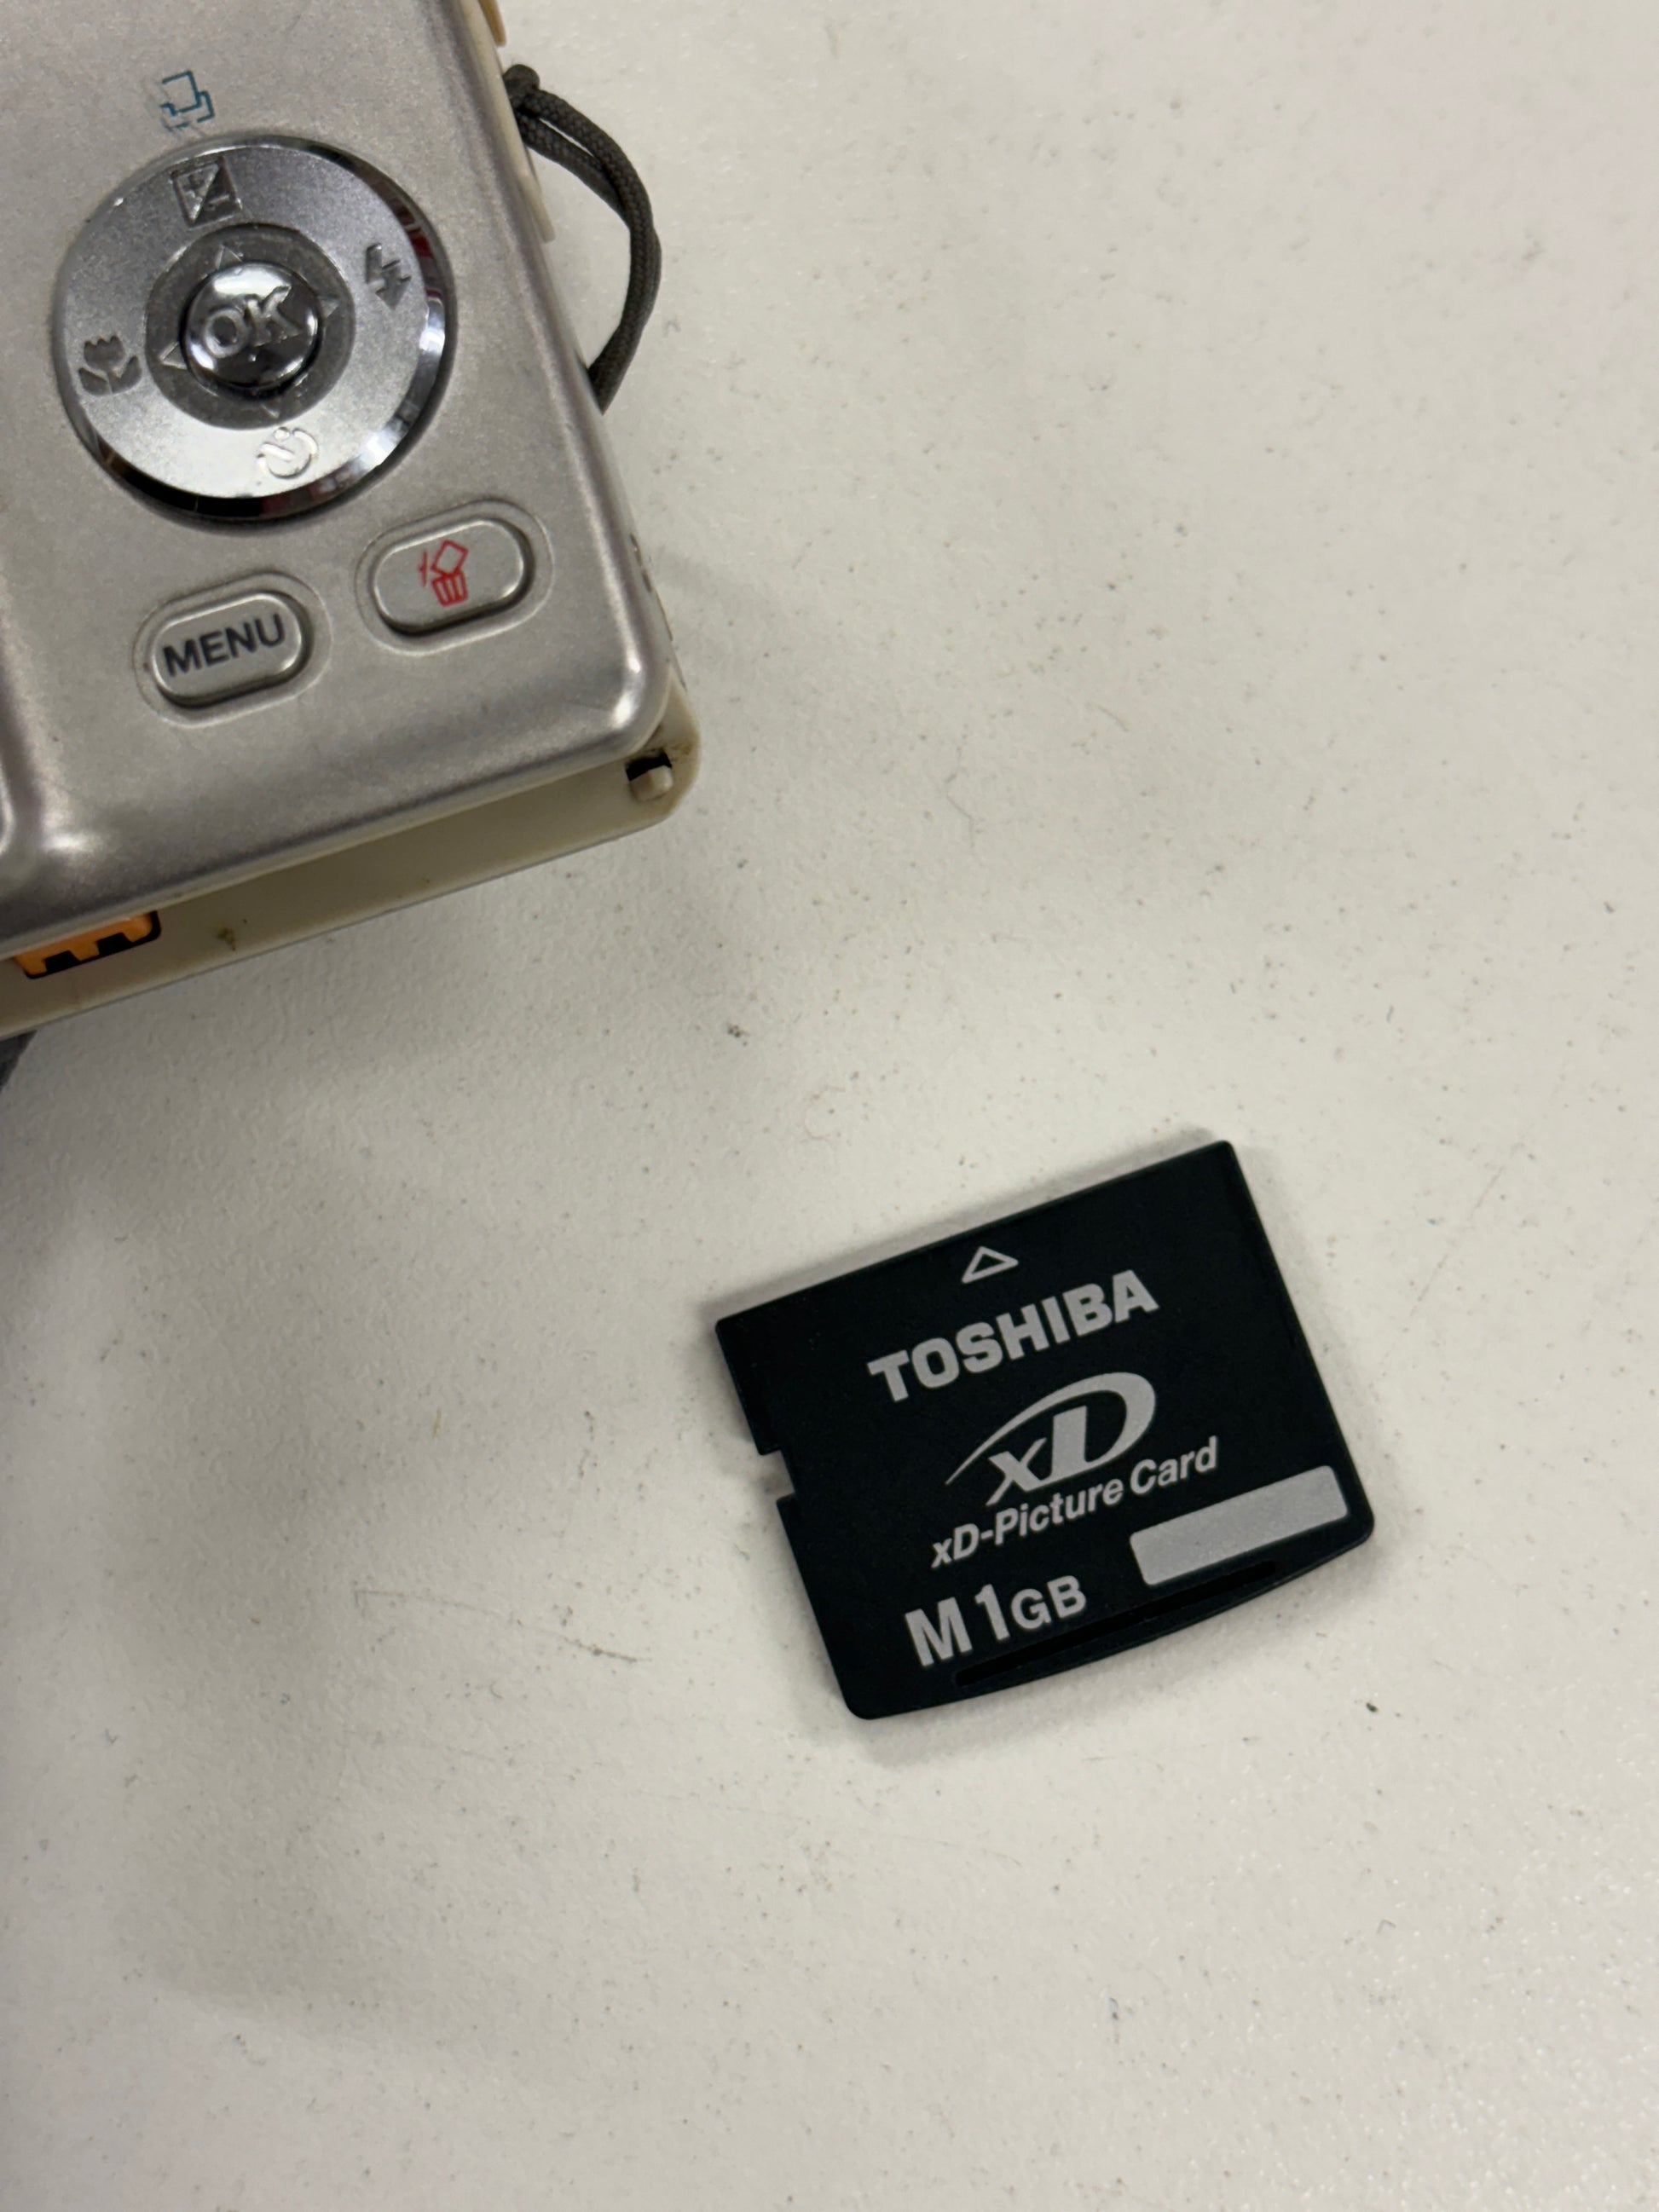 OK
MENU
TOSHIBA
xD
xD-Picture Card
M 1GB